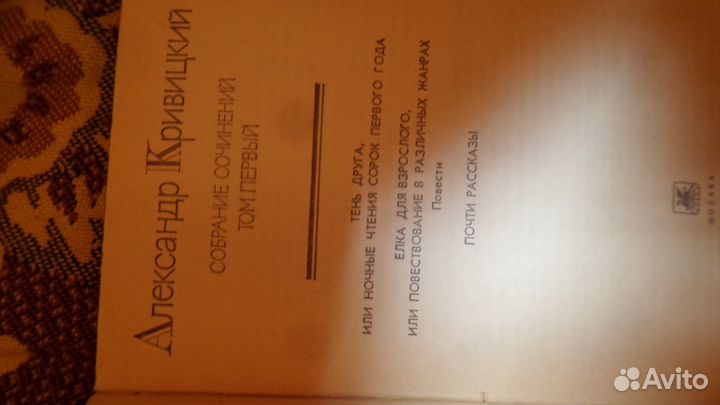 Александр Кривицкий
СОБРАНИЕ СОЧИНЕНИЙ
ТОМ ПЕРВЫЙ
ТЕНЬ ДРУГА,
ИЛИ НОЧНЫЕ ЧТЕНИЯ СОРОК ПЕРВОГО ГОДА
ЕЛКА ДЛЯ ВЗРОСЛОГО,
ИЛИ ПОВЕСТВОВАНИЕ В РАЗЛИЧНЫХ ЖАНРАХ
Повести
ПОЧТИ РАССКАЗЫ
МОСКВА
Avito